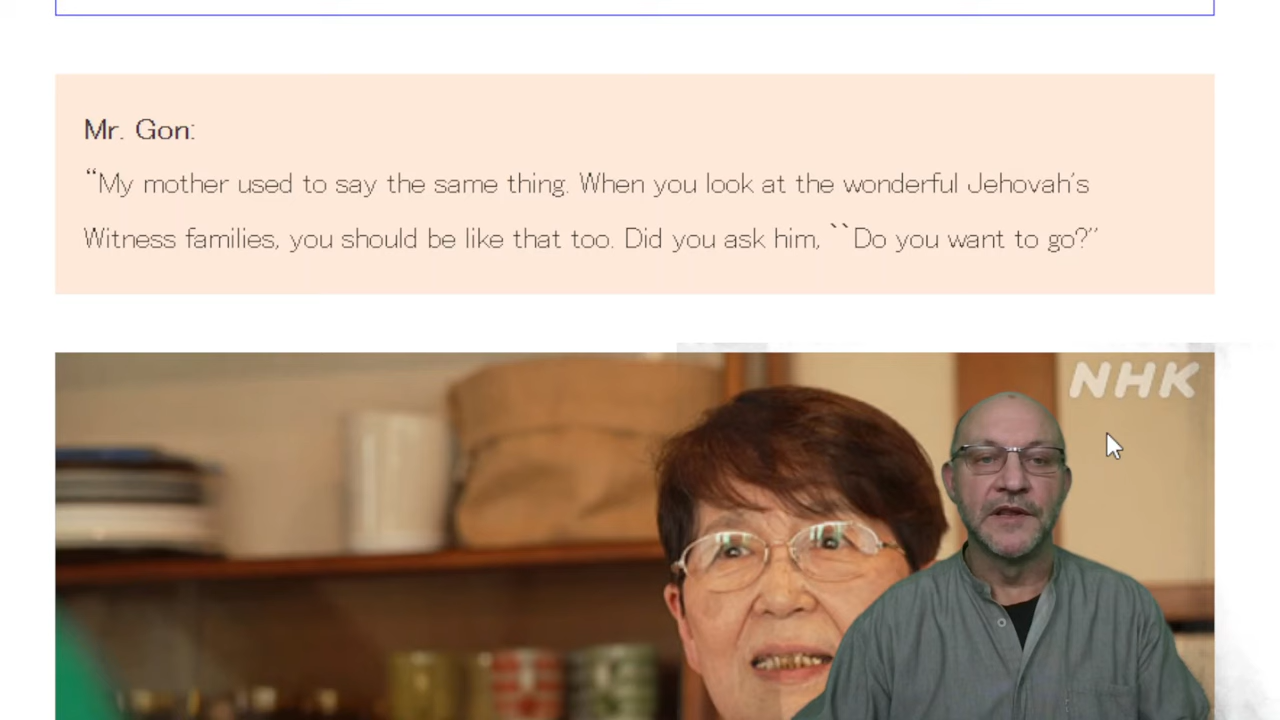 Mr. Gon:
“My mother used to say the same thing. When you look at the wonderful Jehovah's
Witness families, you should be like that too. Did you ask him, ``Do you want to go?”
NHK